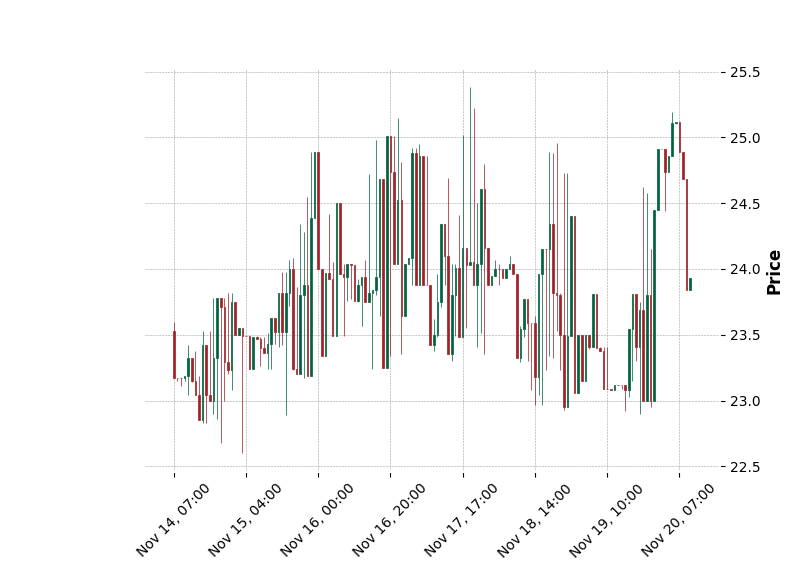 25.5
25.0
24.5
24.0
23.5
23.0
22.5
Price
Nov 14, 07:00
Nov 15, 04:00
Nov 16, 00:00
Nov 16, 20:00
Nov 17, 17:00
Nov 18, 14:00
Nov 19, 10:00
Nov 20, 07:00